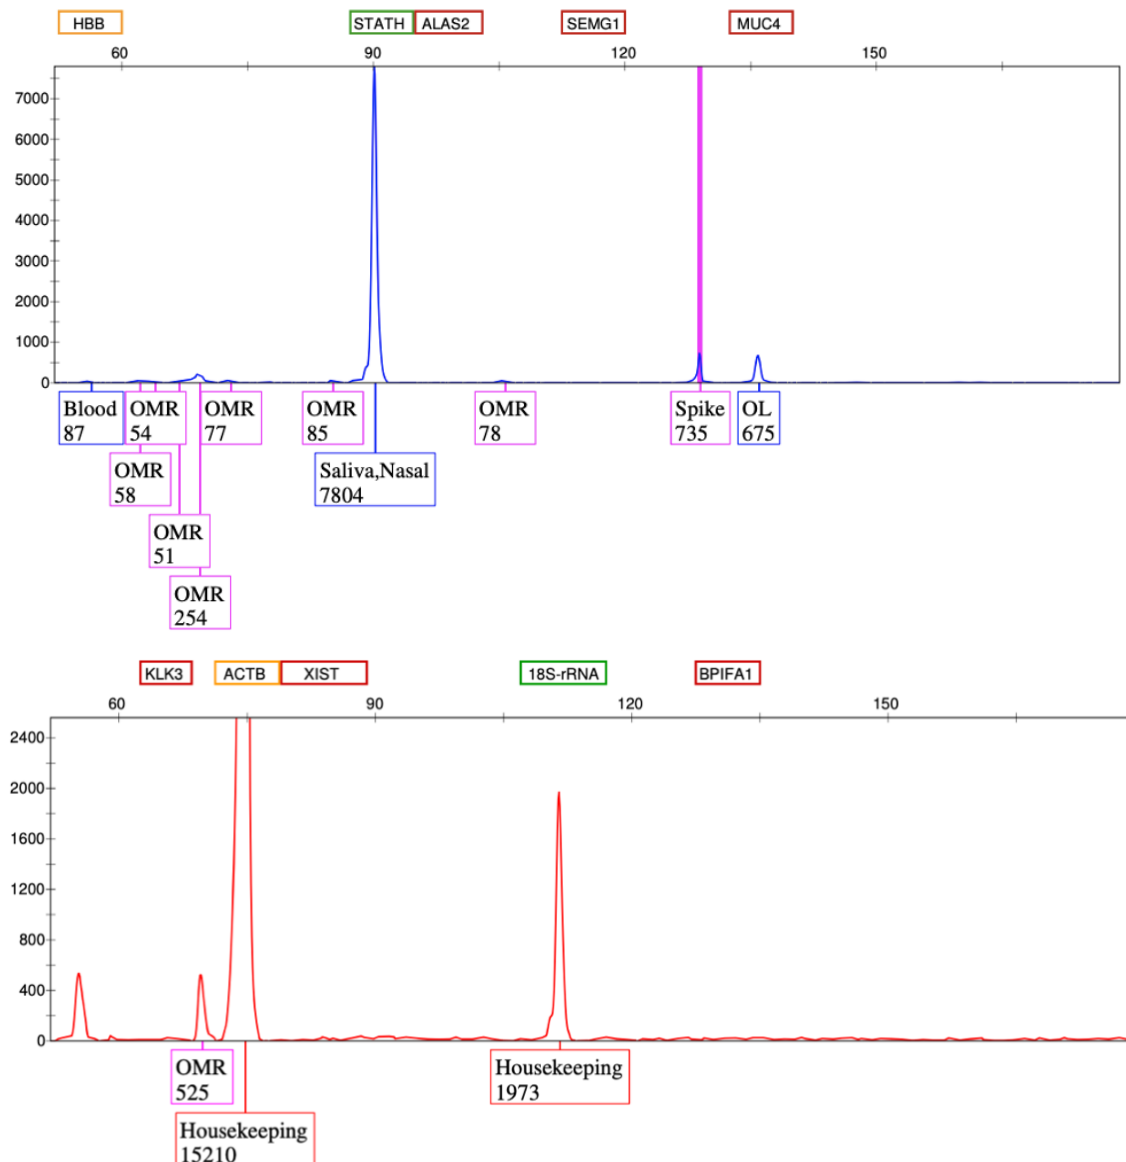 HBB STATH ALAS2 SEMG1 MUC4
60 90 120 150
7000
6000
5000
4000
3000
2000
1000
0
Blood OMR OMR OMR OMR Spike OL
87 54 77 85 78 735 675
OMR Saliva,Nasal
58 7804
OMR
51
OMR
254
KLK3 ACTB XIST 18S-rRNA BPIFA1
60 90 120 150
2400
2000
1600
1200
800
400
0
OMR Housekeeping
525 1973
Housekeeping
15210